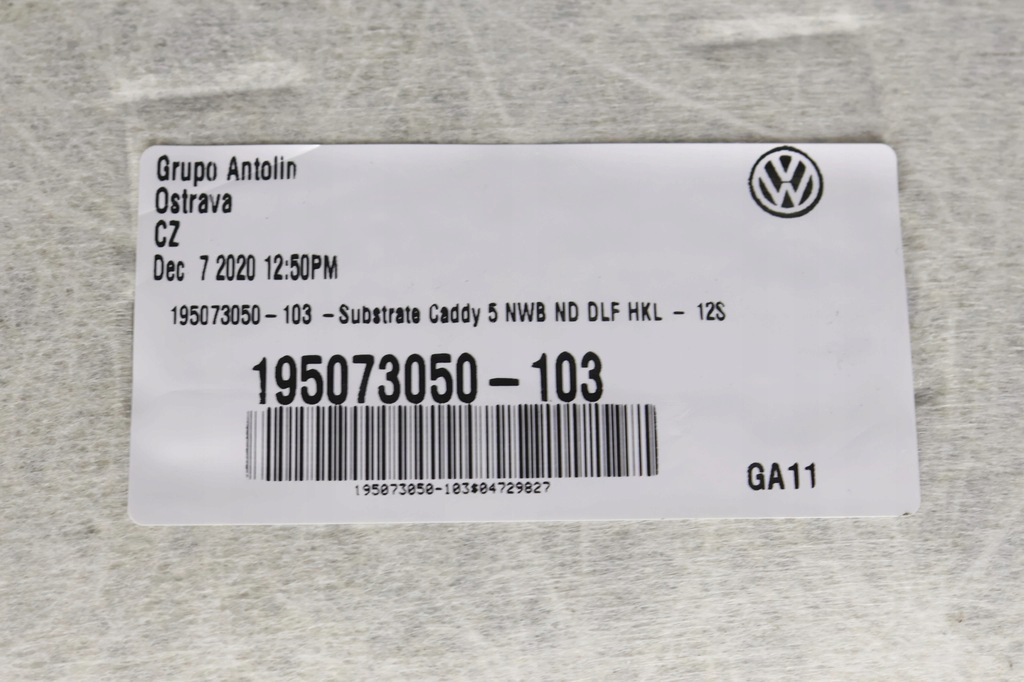 Grupo Antolin
Ostrava
CZ
Dec 7 2020 12:50PM
195073050-103 -Substrate Caddy 5 NWB ND DLF HKL - 12S
195073050-103
195073050-103$04729827
GA11